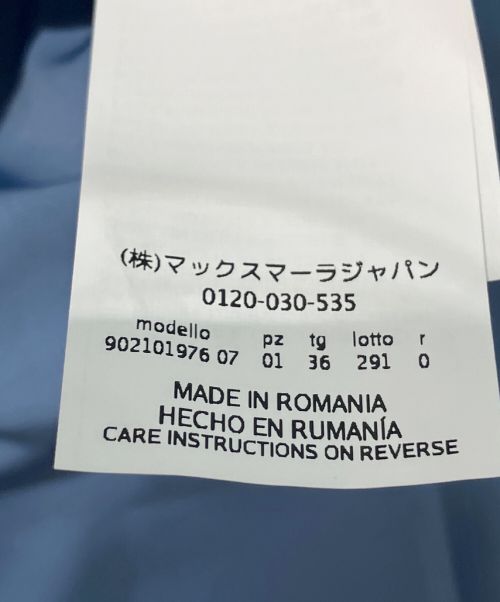 (株)マックスマーラジャパン
0120-030-535
modello pz tg lotto r
902101976 07 01 36 291 0
MADE IN ROMANIA
HECHO EN RUMANÍA
CARE INSTRUCTIONS ON REVERSE